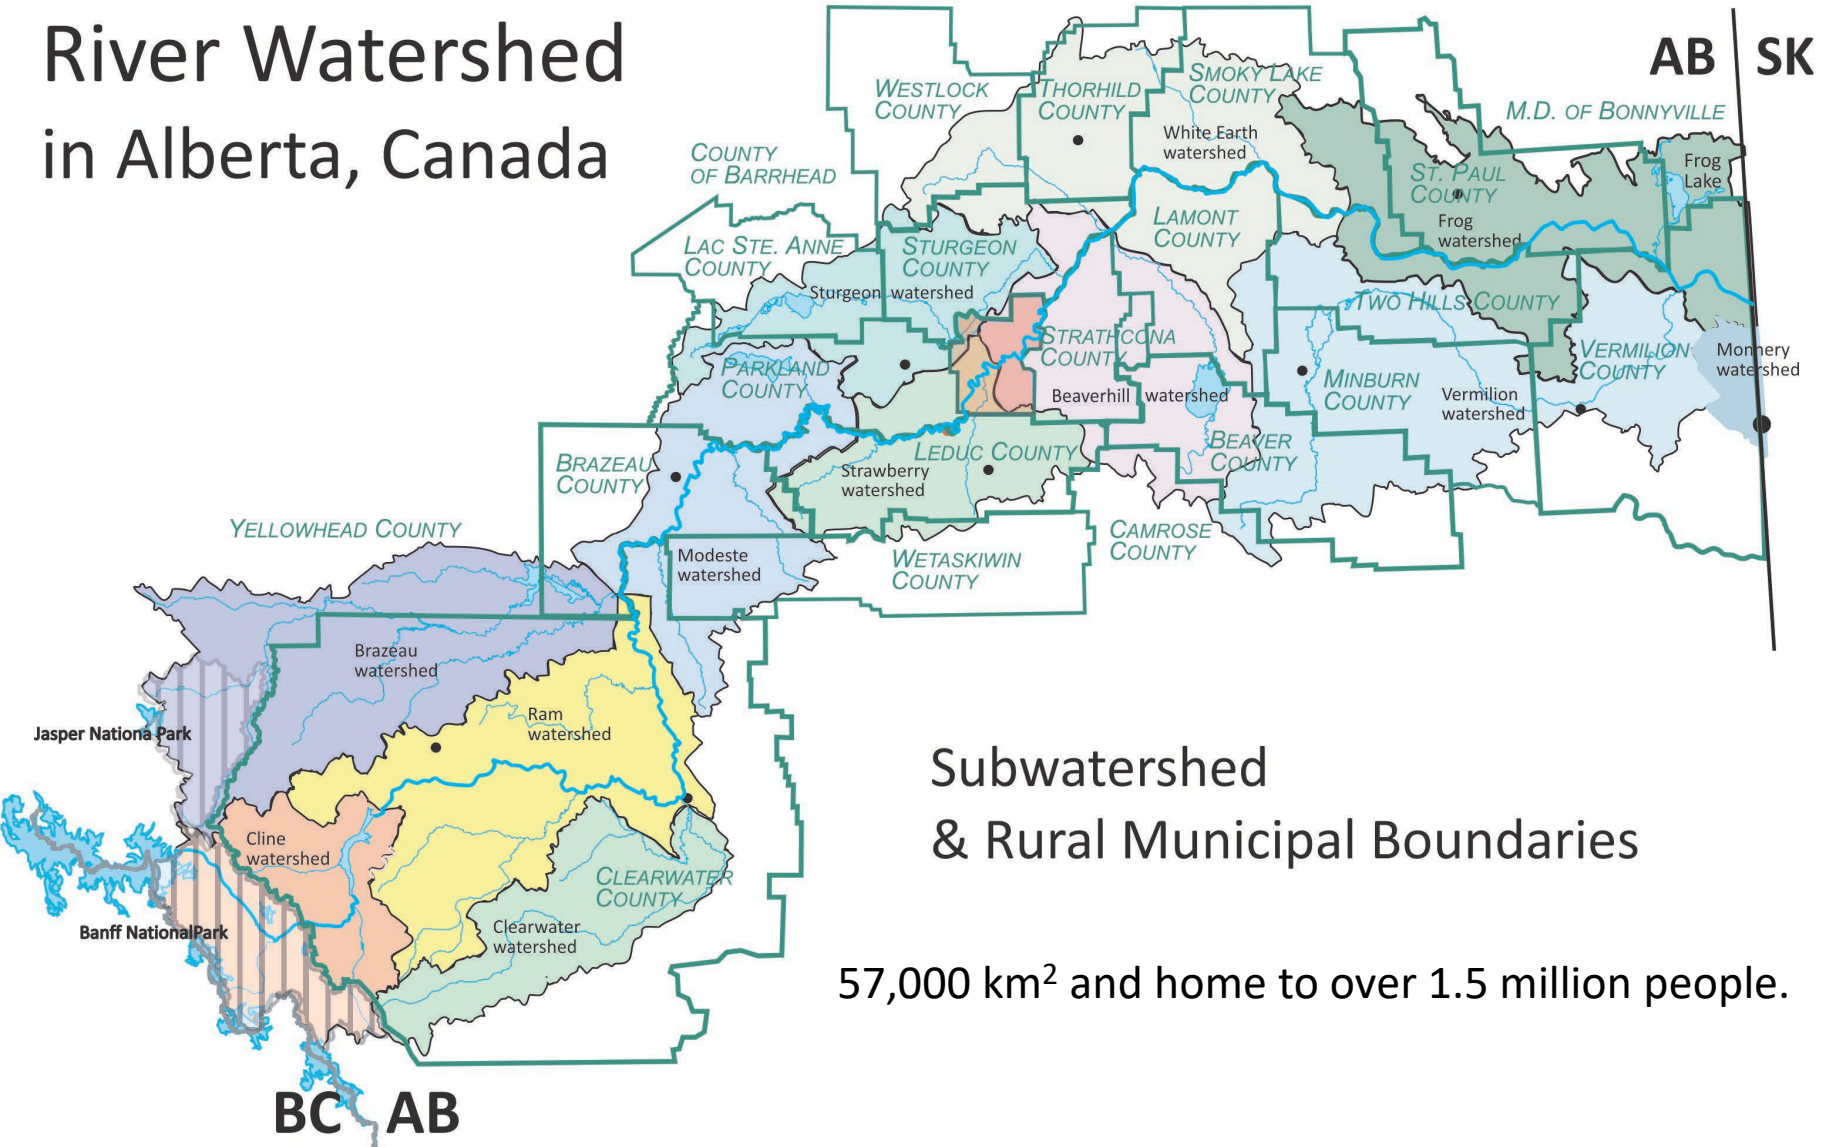 River Watershed
in Alberta, Canada
AB
SK
WESTLOCK
COUNTY
THORHILD
COUNTY
SMOKY LAKE
COUNTY
M.D. OF BONNYVILLE
COUNTY
OF BARRHEAD
White Earth
watershed
Frog
Lake
ST. PAUL
COUNTY
Frog
watershed
LAMONT
COUNTY
LAC STE. ANNE
COUNTY
STURGEON
COUNTY
Sturgeon watershed
TWO HILLS COUNTY
STRATHCONA
COUNTY
PARKLAND
COUNTY
VERMILION
COUNTY
Monnery
watershed
MINBURN
COUNTY
Vermilion
watershed
Beaverhill watershed
BEAVER
COUNTY
BRAZEAU
COUNTY
LEDUC COUNTY
Strawberry
watershed
YELLOWHEAD COUNTY
CAMROSE
COUNTY
WETASKIWIN
COUNTY
Modeste
watershed
Brazeau
watershed
Ram
watershed
Jasper Nationa Park
Subwatershed
& Rural Municipal Boundaries
Cline
watershed
CLEARWATER
COUNTY
Clearwater
watershed
Banff NationalPark
57,000 km² and home to over 1.5 million people.
BC
AB